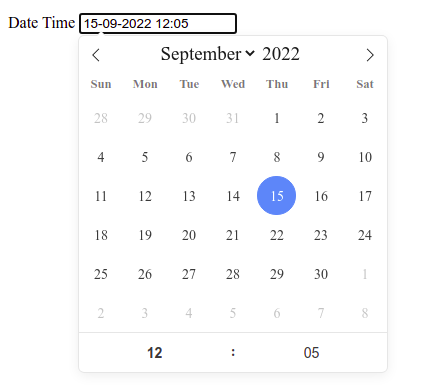 Date Time 15-09-2022 12:05
September 2022
Sun Mon Tue Wed Thu Fri Sat
28 29 30 31 1 2 3
4 5 6 7 8 9 10
11 12 13 14 15 16 17
18 19 20 21 22 23 24
25 26 27 28 29 30 1
2 3 4 5 6 7 8
12 : 05